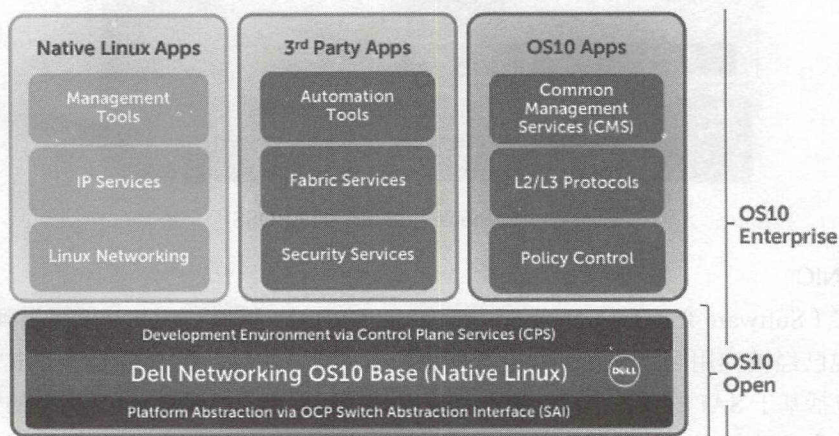 Native Linux Apps
Management
Tools
IP Services
Linux Networking
3rd Party Apps
Automation
Tools
Fabric Services
Security Services
OS10 Apps
Common
Management
Services (CMS)
L2/L3 Protocols
Policy Control
OS10
Enterprise
Development Environment via Control Plane Services (CPS)
Dell Networking OS10 Base (Native Linux)
DELL
Platform Abstraction via OCP Switch Abstraction Interface (SAI)
OS10
Open